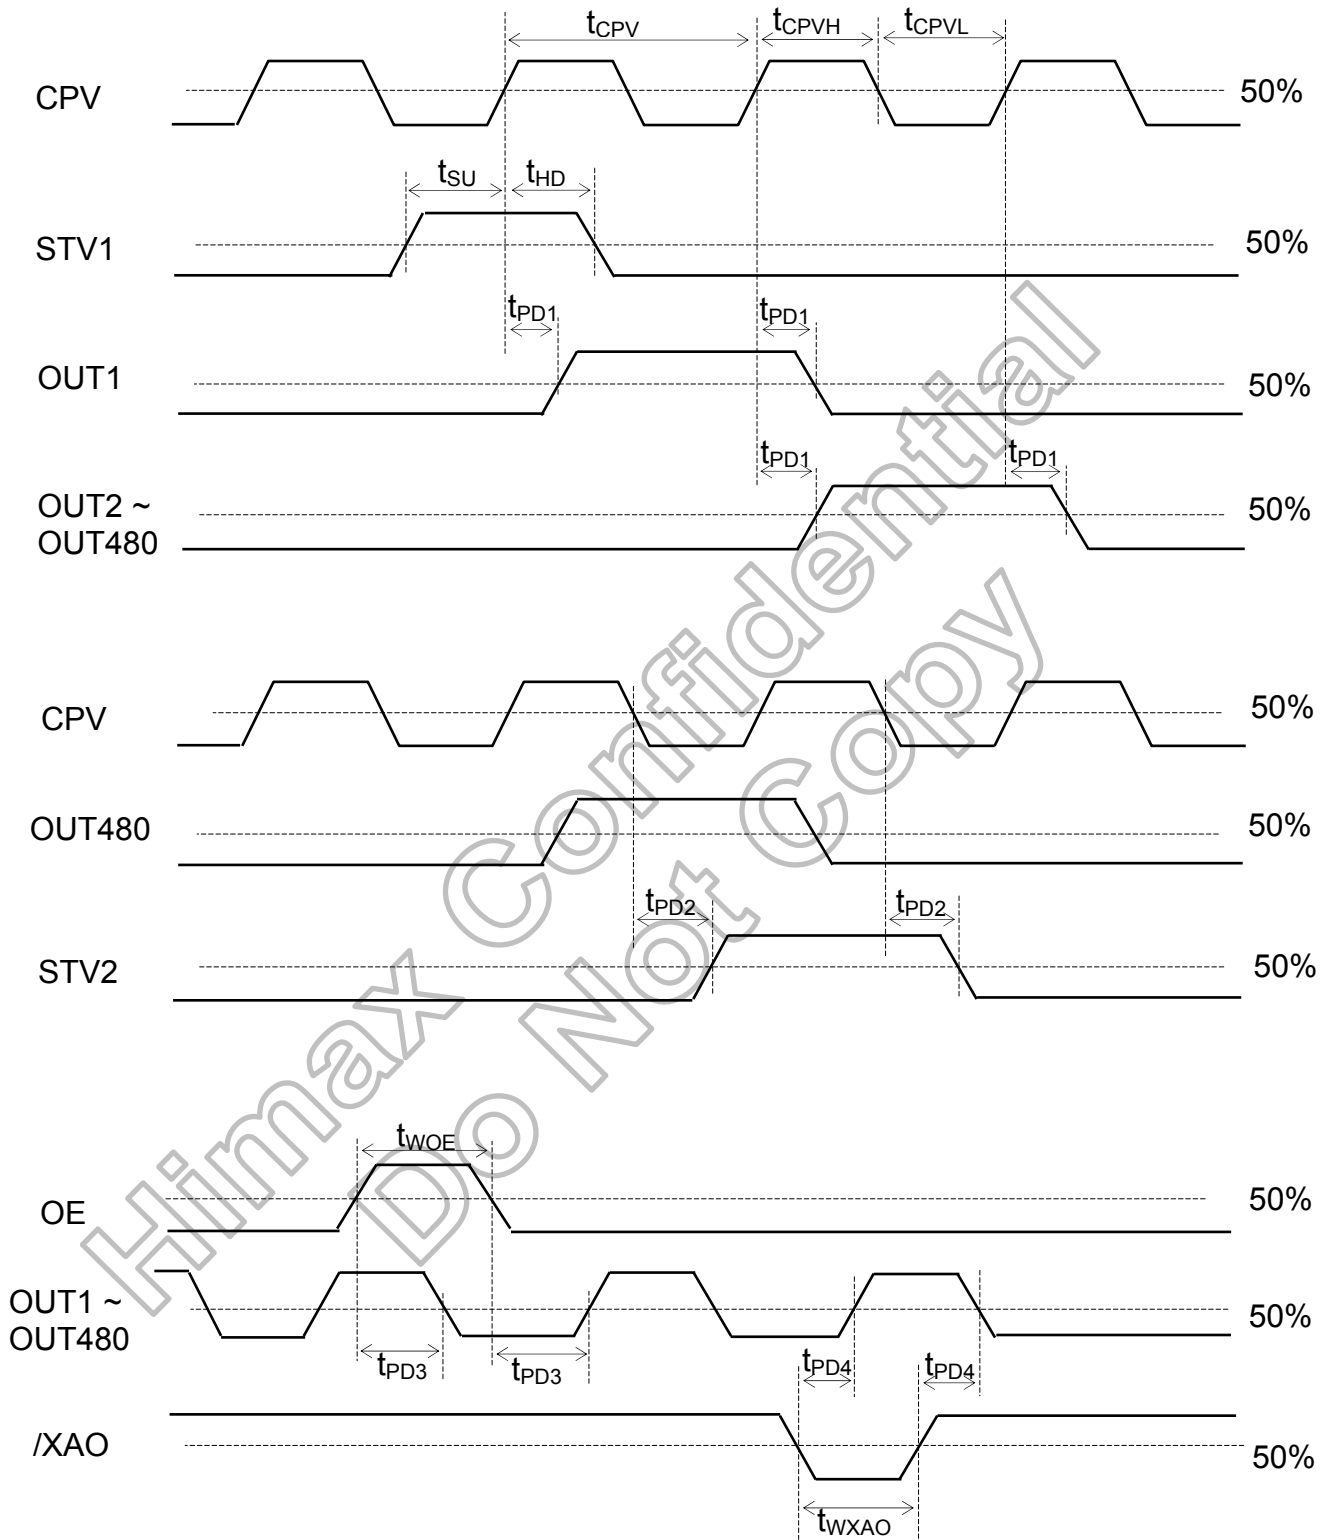 tCPV tCPVH tCPVL
CPV 50%
tSU tHD
STV1 50%
tPD1 tPD1
OUT1 50%
tPD1 tPD1
OUT2 ~
OUT480 50%
CPV 50%
OUT480 50%
tPD2 tPD2
STV2 50%
tWOE
OE 50%
OUT1 ~
OUT480 50%
tPD3 tPD3 tPD4 tPD4
/XAO 50%
tWXAO
Himax Confidential
Do Not Copy